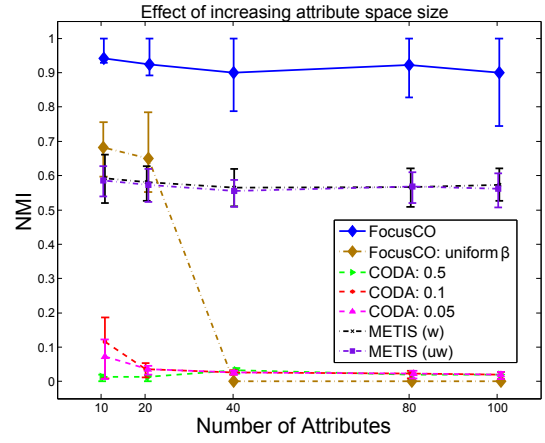 Effect of increasing attribute space size
NMI
1
0.9
0.8
0.7
0.6
0.5
0.4
0.3
0.2
0.1
0
FocusCO
FocusCO: uniform β
CODA: 0.5
CODA: 0.1
CODA: 0.05
METIS (w)
METIS (uw)
10 20 40 80 100
Number of Attributes